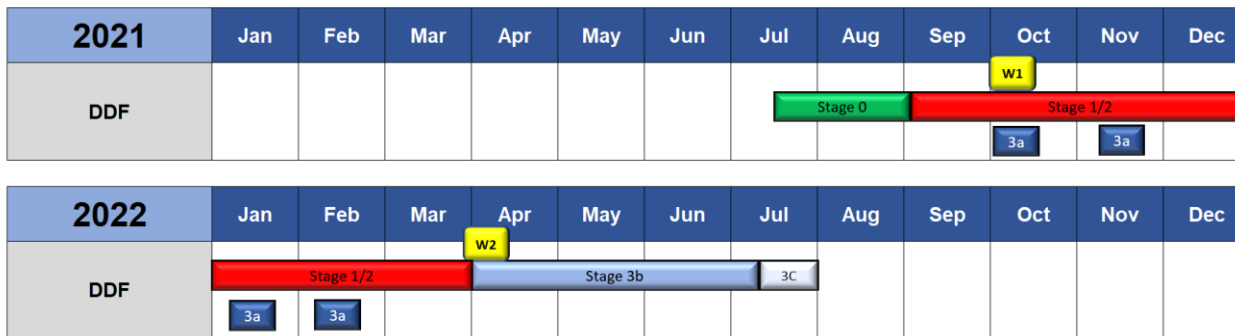 2021 Jan Feb Mar Apr May Jun Jul Aug Sep Oct Nov Dec
W1
DDF Stage 0 Stage 1/2
3a 3a
2022 Jan Feb Mar Apr May Jun Jul Aug Sep Oct Nov Dec
W2
DDF Stage 1/2 Stage 3b 3C
3a 3a